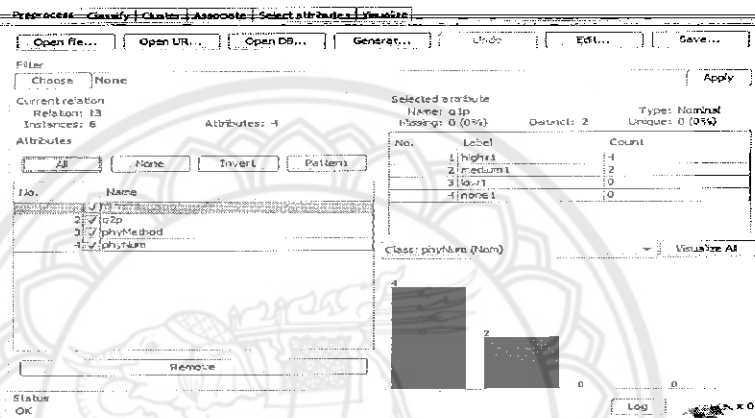 Preprocess Classify Cluster Associate Select attributes Visualize
Open file... Open UR... Open DB... Generat... Undo Edit... Save...
Filter
Choose None Apply
Current relation
Relation: t3
Instances: 6 Attributes: 4
Attributes
All None Invert Pattern
No. Name
2 q2p
3 phyMethod
4 phyNum
Remove
Selected attribute
Name: q1p Type: Nominal
Missing: 0 (0%) Distinct: 2 Unique: 0 (0%)
No. Label Count
1 high1 4
2 medium1 2
3 low1 0
4 none1 0
Class: phyNum (Nom) Visualize All
4
2
0 0
Status
OK Log x 0